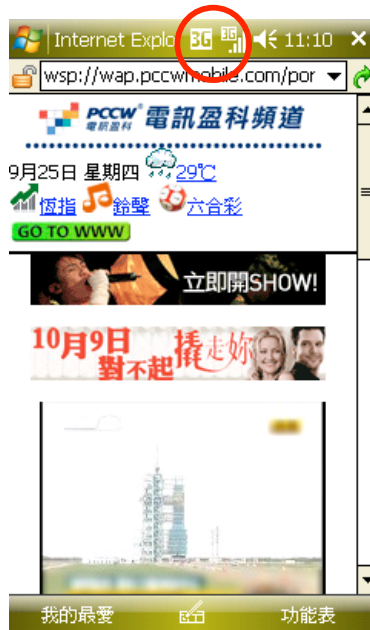 Internet Explo 3G 3G 11:10
wsp://wap.pccwmobile.com/por
PCCW 電訊盈科 電訊盈科頻道
9月25日 星期四 29℃
恆指 鈴聲 六合彩
GO TO WWW
立即開SHOW!
10月9日
對不起 撬走妳
我的最愛 功能表